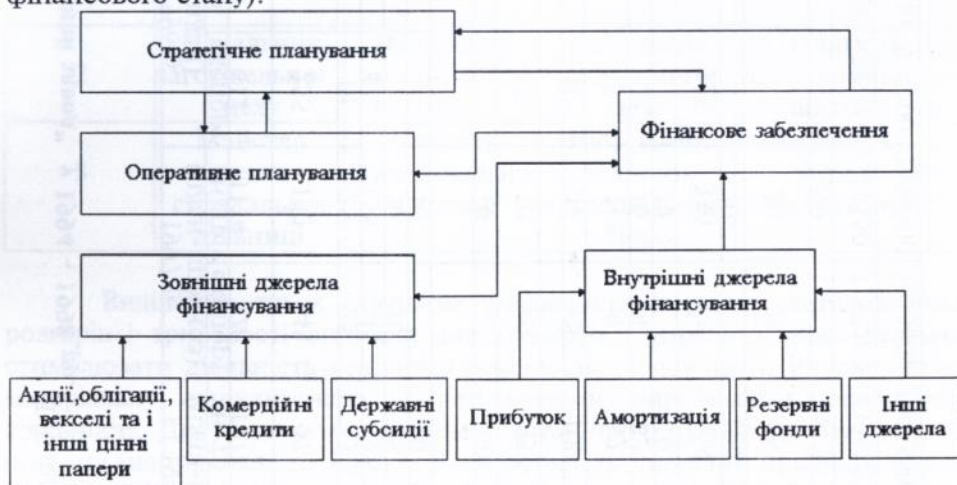 фінансового стану).
Стратегічне планування
Фінансове забезпечення
Оперативне планування
Зовнішні джерела
фінансування
Внутрішні джерела
фінансування
Акції,облігації,
векселі та і
інші цінні
папери
Комерційні
кредити
Державні
субсидії
Прибуток
Амортизація
Резервні
фонди
Інші
джерела